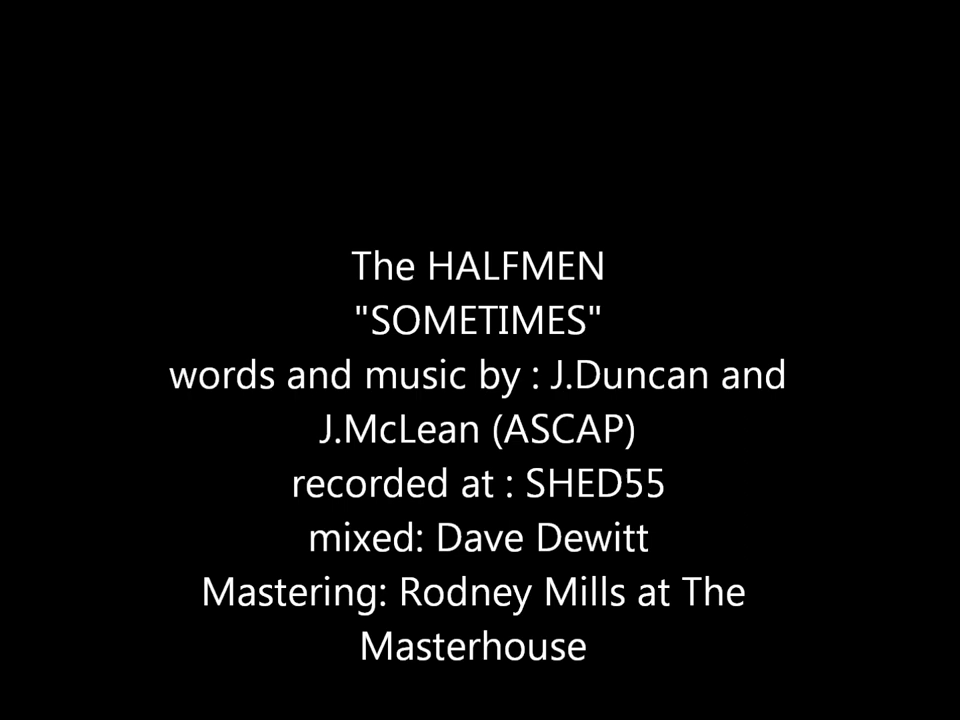 The HALFMEN
"SOMETIMES"
words and music by : J.Duncan and
J.McLean (ASCAP)
recorded at : SHED55
mixed: Dave Dewitt
Mastering: Rodney Mills at The
Masterhouse